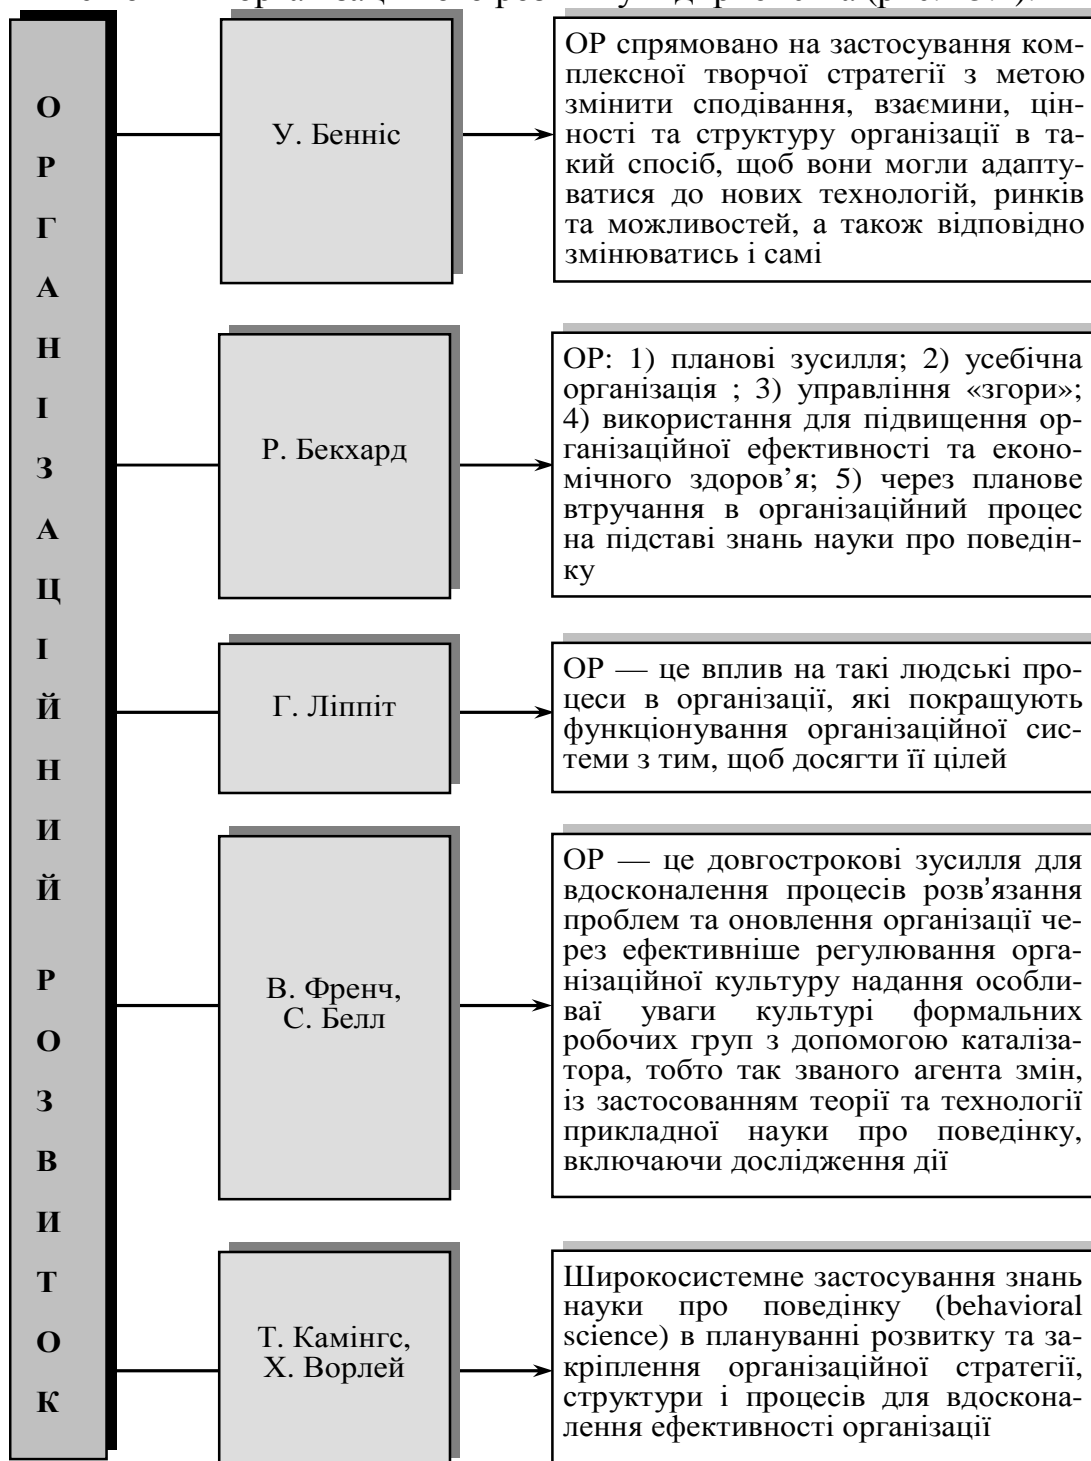 О
Р
Г
А
Н
І
З
А
Ц
І
Й
Н
И
Й
Р
О
З
В
И
Т
О
К
У. Бенніс
ОР спрямовано на застосування ком-
плексної творчої стратегії з метою
змінити сподівання, взаємини, цін-
ності та структуру організації в та-
кий спосіб, щоб вони могли адапту-
ватися до нових технологій, ринків
та можливостей, а також відповідно
змінюватись і самі
Р. Бекхард
ОР: 1) планові зусилля; 2) усебічна
організація ; 3) управління «згори»;
4) використання для підвищення ор-
ганізаційної ефективності та еконо-
мічного здоров’я; 5) через планове
втручання в організаційний процес
на підставі знань науки про поведін-
ку
Г. Ліппіт
ОР — це вплив на такі людські про-
цеси в організації, які покращують
функціонування організаційної сис-
теми з тим, щоб досягти її цілей
В. Френч,
С. Белл
ОР — це довгострокові зусилля для
вдосконалення процесів розв’язання
проблем та оновлення організації че-
рез ефективніше регулювання орга-
нізаційної культуру надання особли-
ваї уваги культурі формальних
робочих груп з допомогою каталіза-
тора, тобто так званого агента змін,
із застосованням теорії та технології
прикладної науки про поведінку,
включаючи дослідження дії
Т. Камінгс,
Х. Ворлей
Широкосистемне застосування знань
науки про поведінку (behavioral
science) в плануванні розвитку та за-
кріплення організаційної стратегії,
структури і процесів для вдоскона-
лення ефективності організації